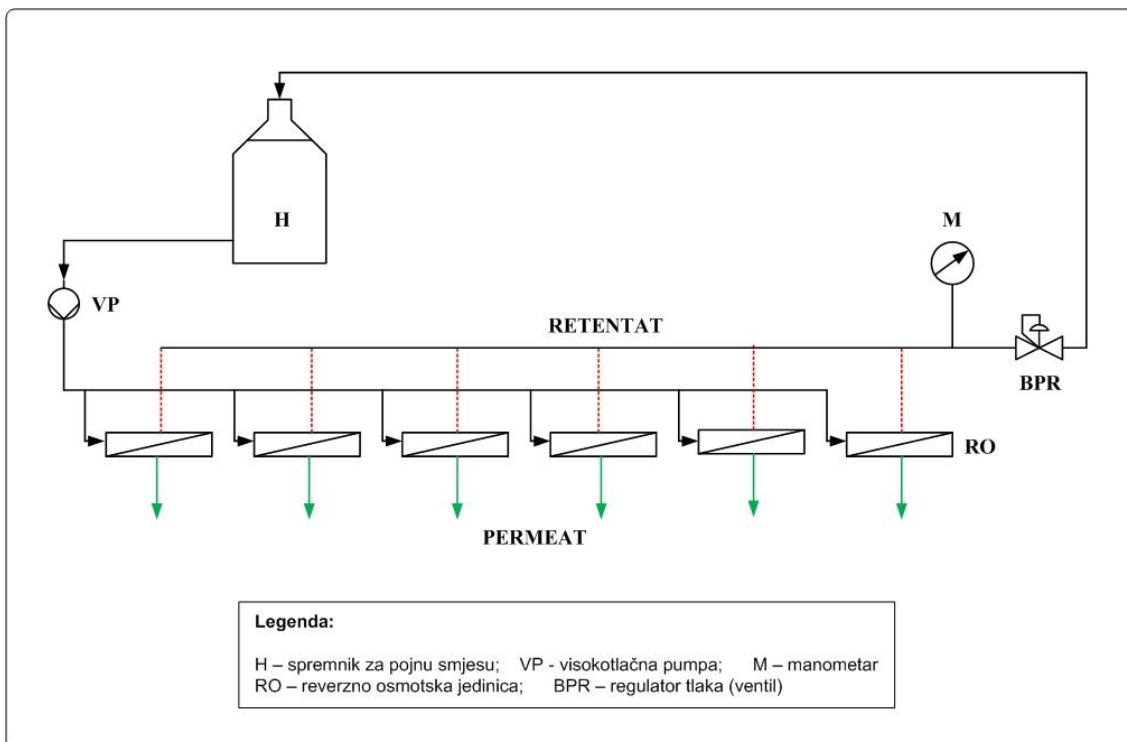 H
M
VP
RETENTAT
BPR
RO
PERMEAT
Legenda:
H – spremnik za pojnu smjesu; VP - visokotlačna pumpa; M – manometar
RO – reverzno osmotska jedinica; BPR – regulator tlaka (ventil)